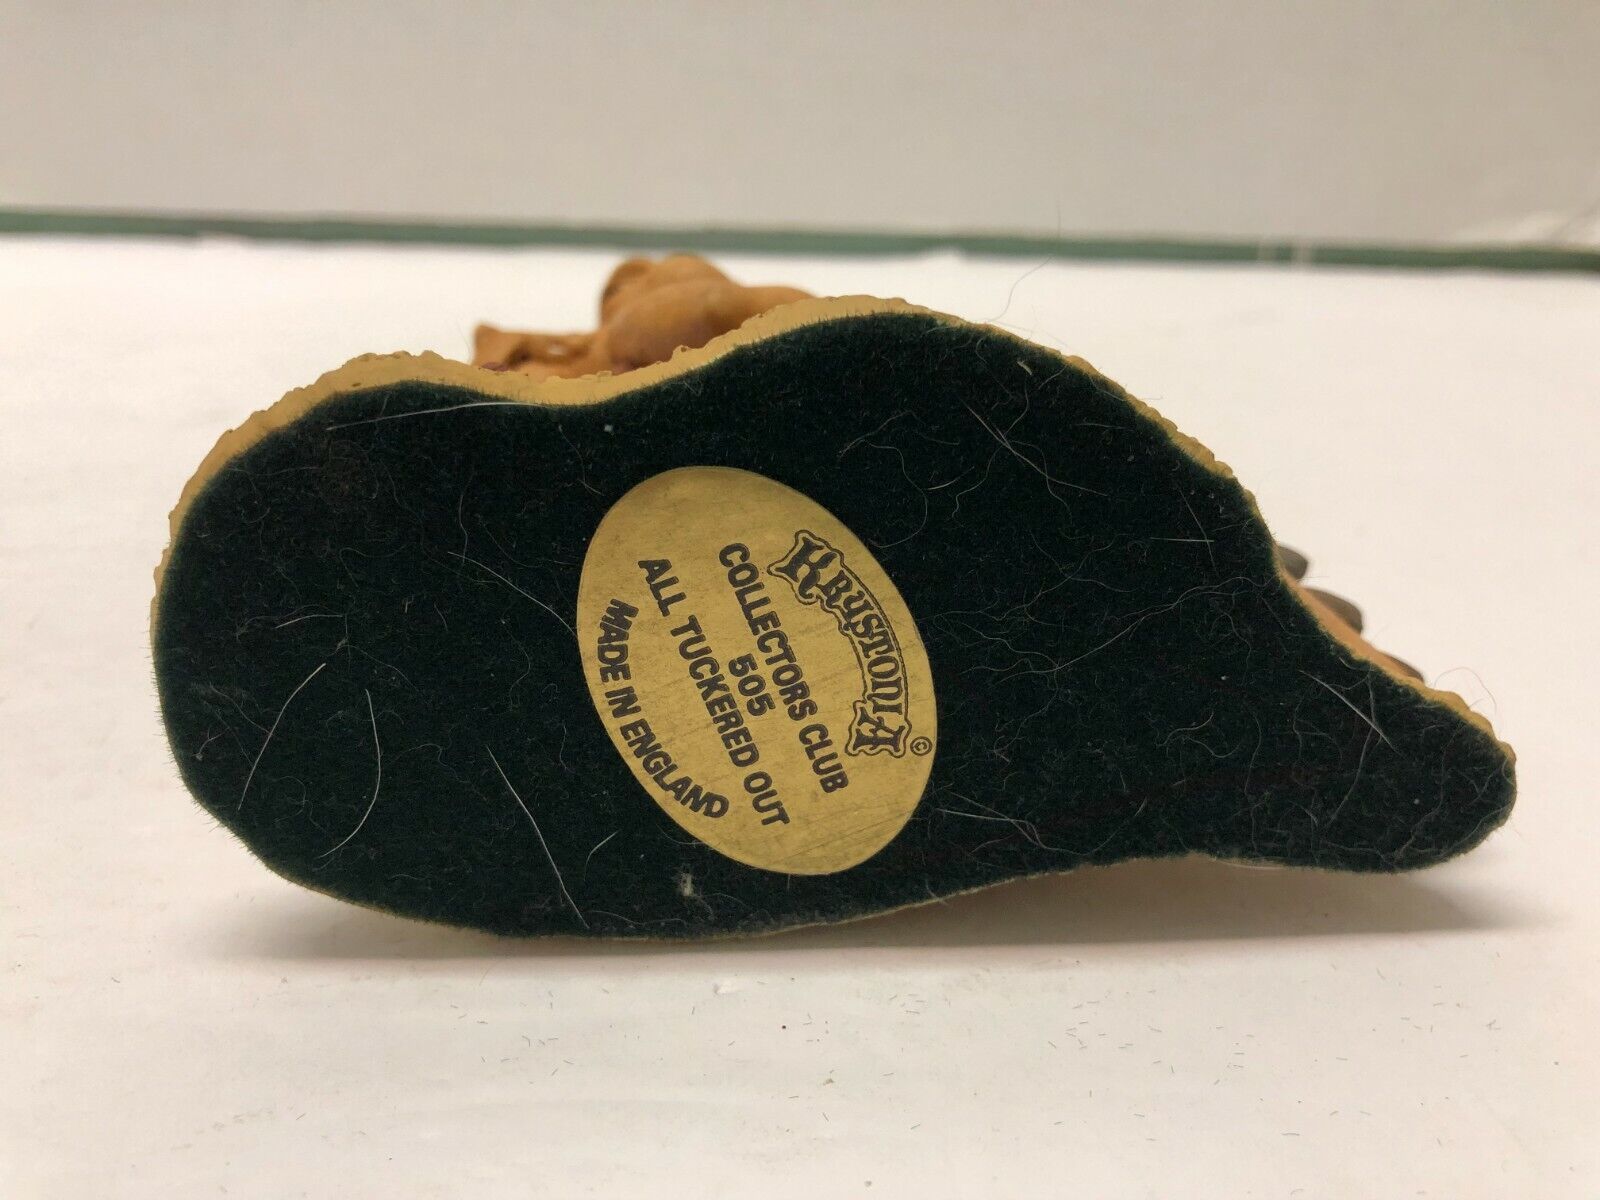 KRYSTONIA ©
COLLECTORS CLUB
505
ALL TUCKERED OUT
MADE IN ENGLAND